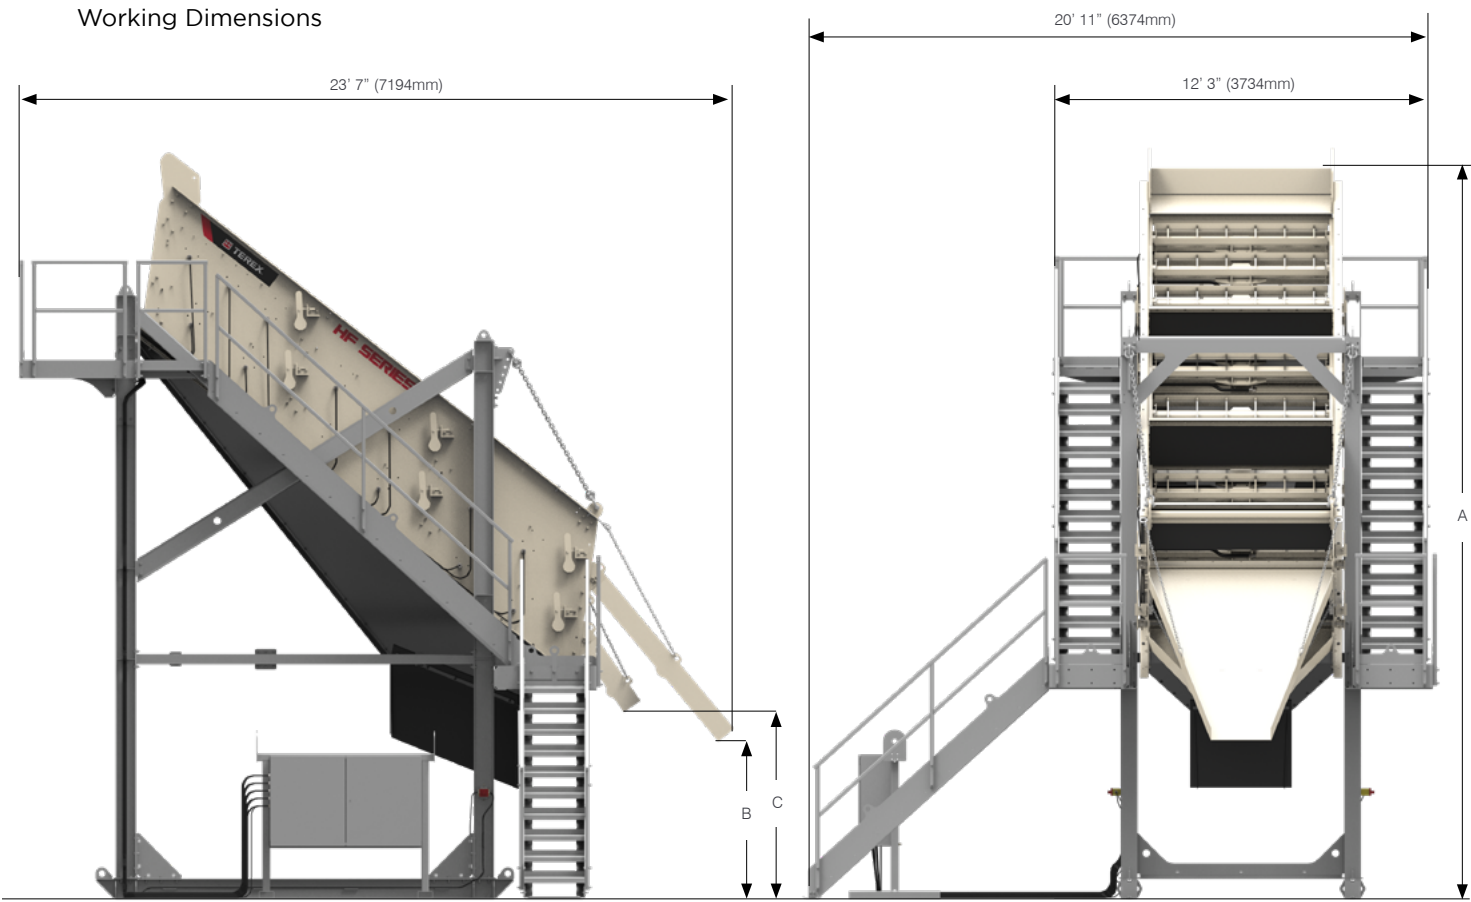 Working Dimensions
20’ 11” (6374mm)
23’ 7” (7194mm)
12’ 3” (3734mm)
TEREX
HF SERIES
A
B
C